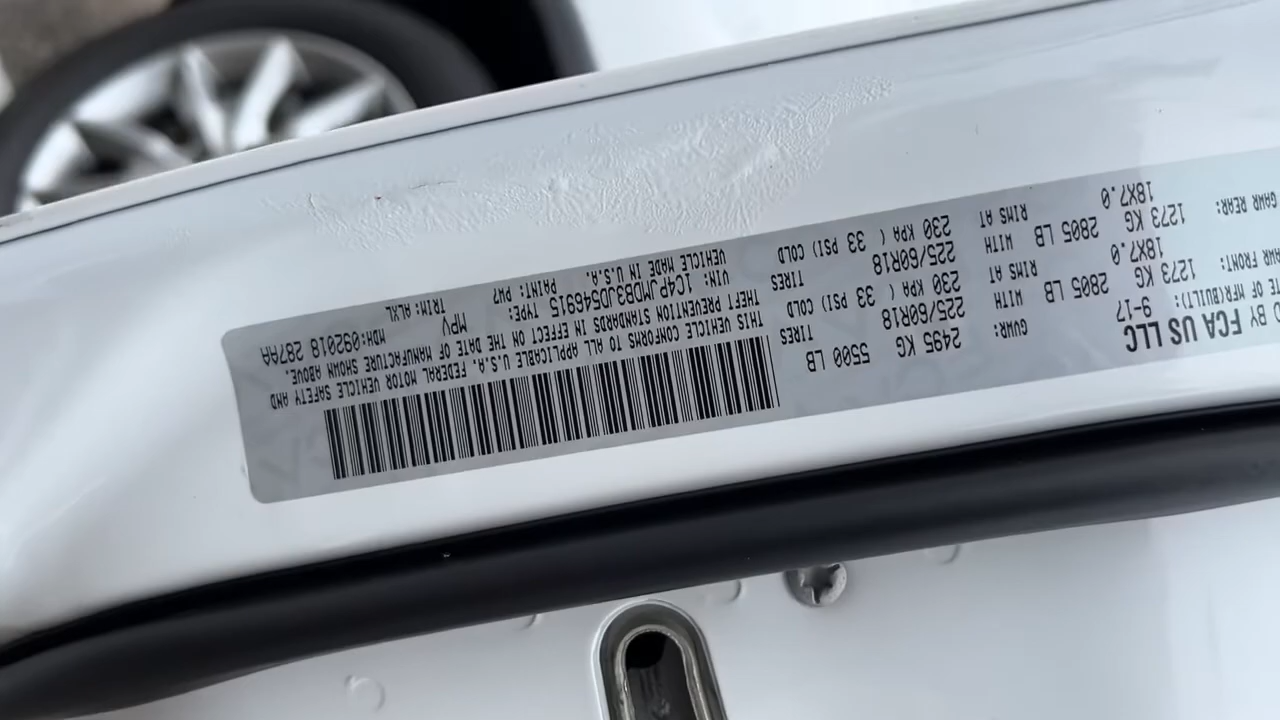 BY FCA US LLC
OF MFR(BUILT): 9-17 GVWR: 2495 KG 5500 LB
FRONT: 1273 KG 2805 LB WITH 225/60R18 TIRES
18X7.0 RIMS AT 230 KPA ( 33 PSI) COLD
GAWR REAR: 1273 KG 2805 LB WITH 225/60R18 TIRES
18X7.0 RIMS AT 230 KPA ( 33 PSI) COLD
THIS VEHICLE CONFORMS TO ALL APPLICABLE U.S.A. FEDERAL MOTOR VEHICLE SAFETY AND
THEFT PREVENTION STANDARDS IN EFFECT ON THE DATE OF MANUFACTURE SHOWN ABOVE.
VIN: 1C4PJMDB3JD546915 TYPE: MPV MDH:092018 287AA
VEHICLE MADE IN U.S.A. PAINT: PW7 TRIM: